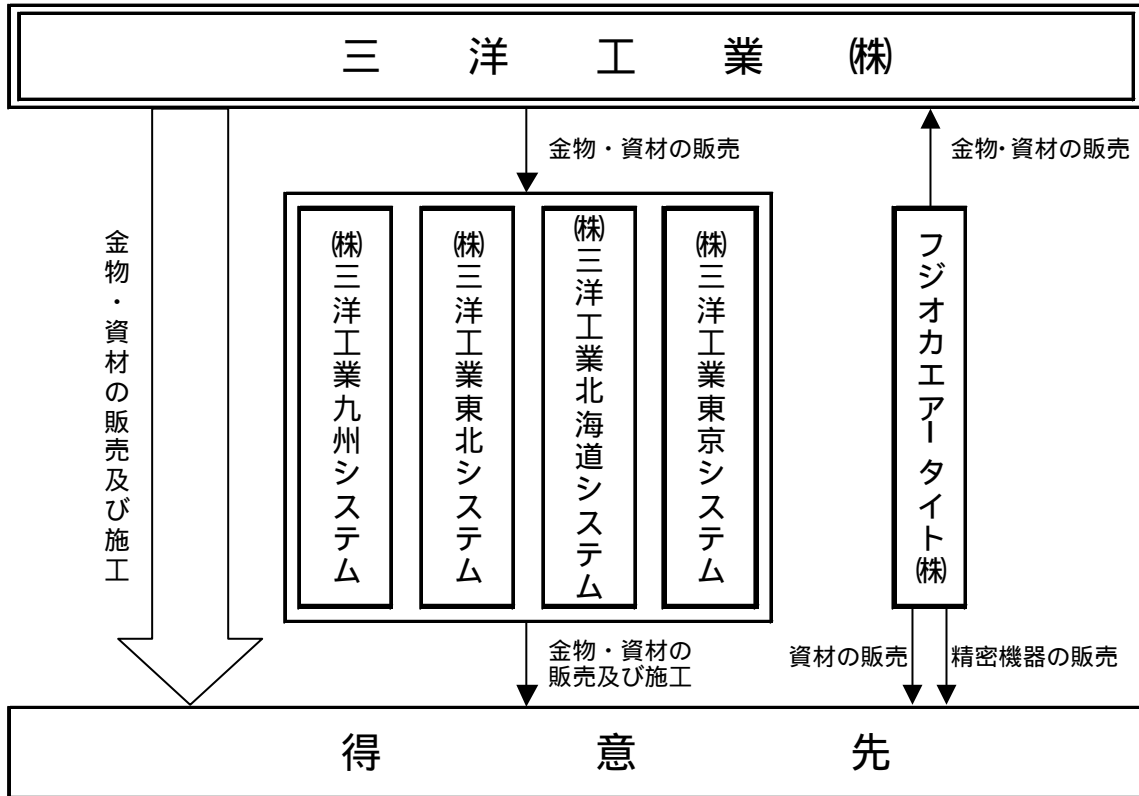 三洋工業㈱
金物・資材の販売
金物・資材の販売
金物・資材の販売及び施工
㈱三洋工業九州システム
㈱三洋工業東北システム
㈱三洋工業北海道システム
㈱三洋工業東京システム
フジオカエアータイト㈱
金物・資材の
販売及び施工
資材の販売
精密機器の販売
得意先